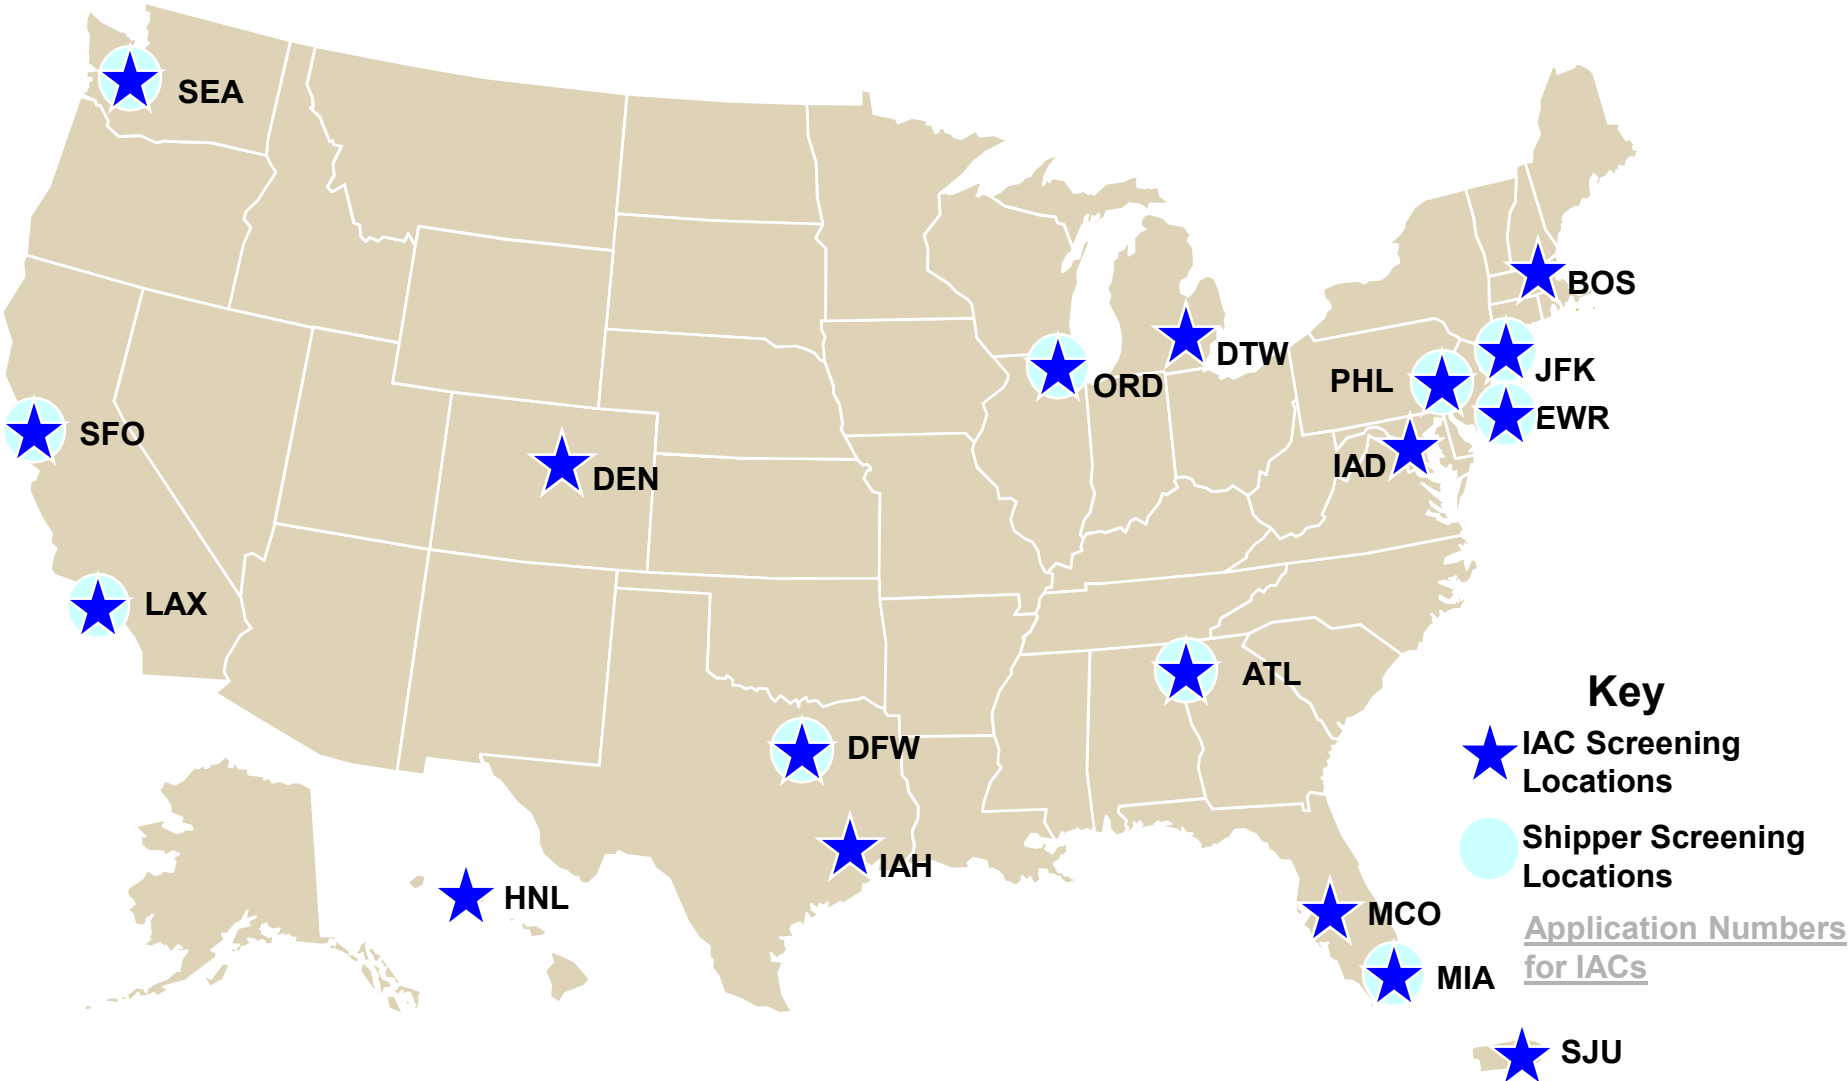 SEA
BOS
DTW
JFK
PHL
ORD
EWR
SFO
IAD
DEN
LAX
ATL
Key
IAC Screening
Locations
DFW
Shipper Screening
Locations
IAH
HNL
MCO
Application Numbers
for IACs
MIA
SJU